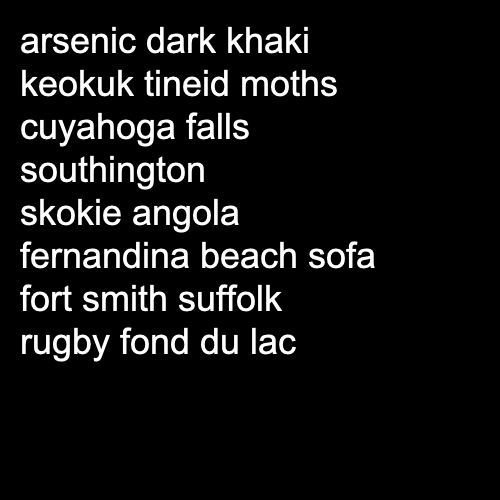 arsenic dark khaki
keokuk tineid moths
cuyahoga falls
southington
skokie angola
fernandina beach sofa
fort smith suffolk
rugby fond du lac